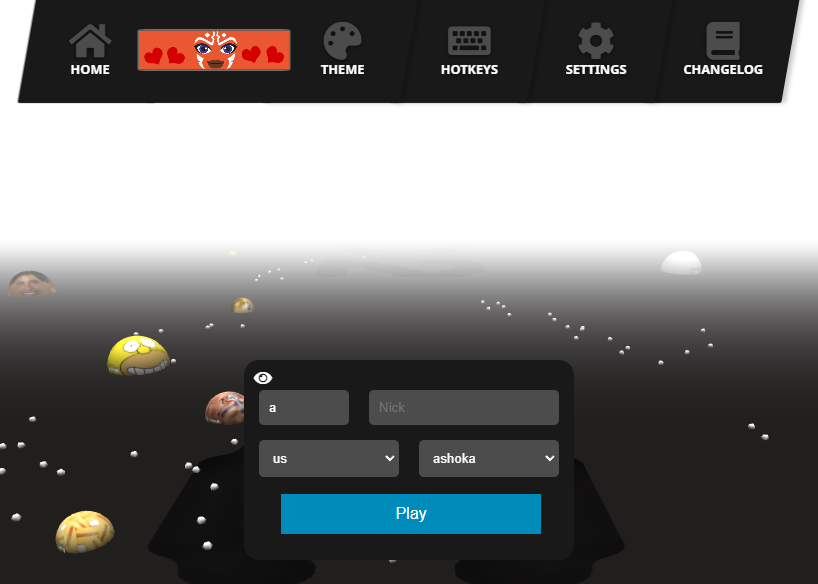 HOME
THEME
HOTKEYS
SETTINGS
CHANGELOG
a
Nick
us
ashoka
Play